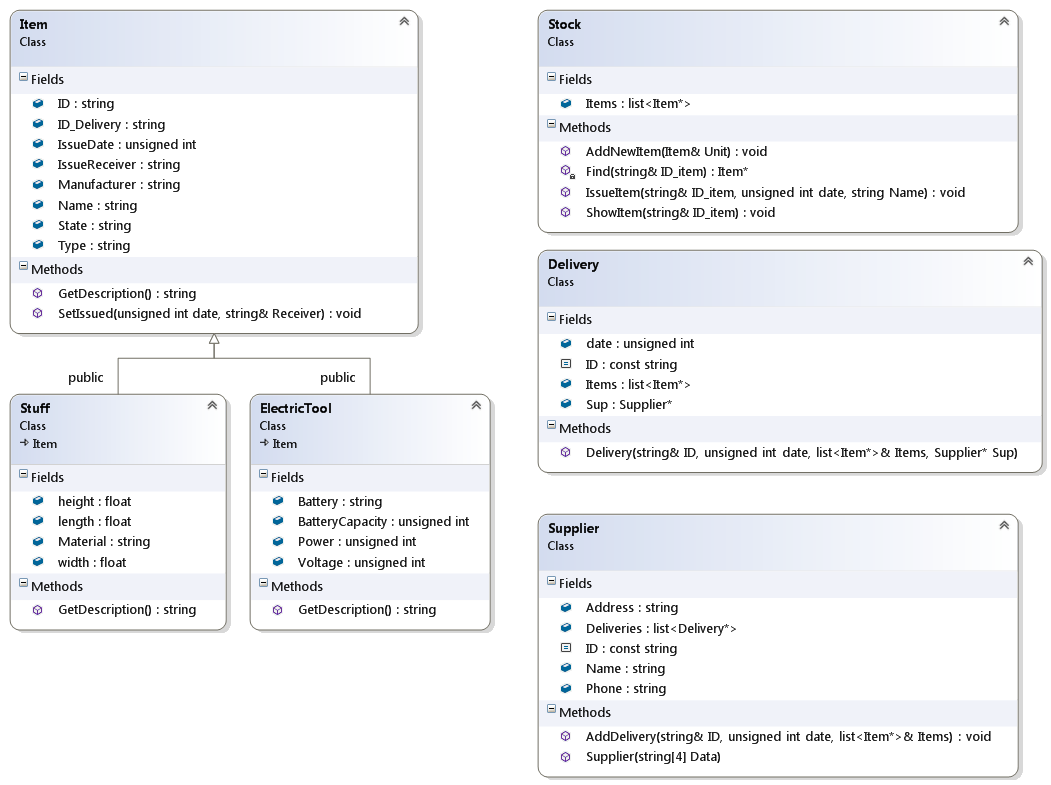 Item
Class
Fields
ID : string
ID_Delivery : string
IssueDate : unsigned int
IssueReceiver : string
Manufacturer : string
Name : string
State : string
Type : string
Methods
GetDescription() : string
SetIssued(unsigned int date, string& Receiver) : void
public
public
Stuff
Class
Item
Fields
height : float
length : float
Material : string
width : float
Methods
GetDescription() : string
ElectricTool
Class
Item
Fields
Battery : string
BatteryCapacity : unsigned int
Power : unsigned int
Voltage : unsigned int
Methods
GetDescription() : string
Stock
Class
Fields
Items : list<Item*>
Methods
AddNewItem(Item& Unit) : void
Find(string& ID_item) : Item*
IssueItem(string& ID_item, unsigned int date, string Name) : void
ShowItem(string& ID_item) : void
Delivery
Class
Fields
date : unsigned int
ID : const string
Items : list<Item*>
Sup : Supplier*
Methods
Delivery(string& ID, unsigned int date, list<Item*>& Items, Supplier* Sup)
Supplier
Class
Fields
Address : string
Deliveries : list<Delivery*>
ID : const string
Name : string
Phone : string
Methods
AddDelivery(string& ID, unsigned int date, list<Item*>& Items) : void
Supplier(string[4] Data)